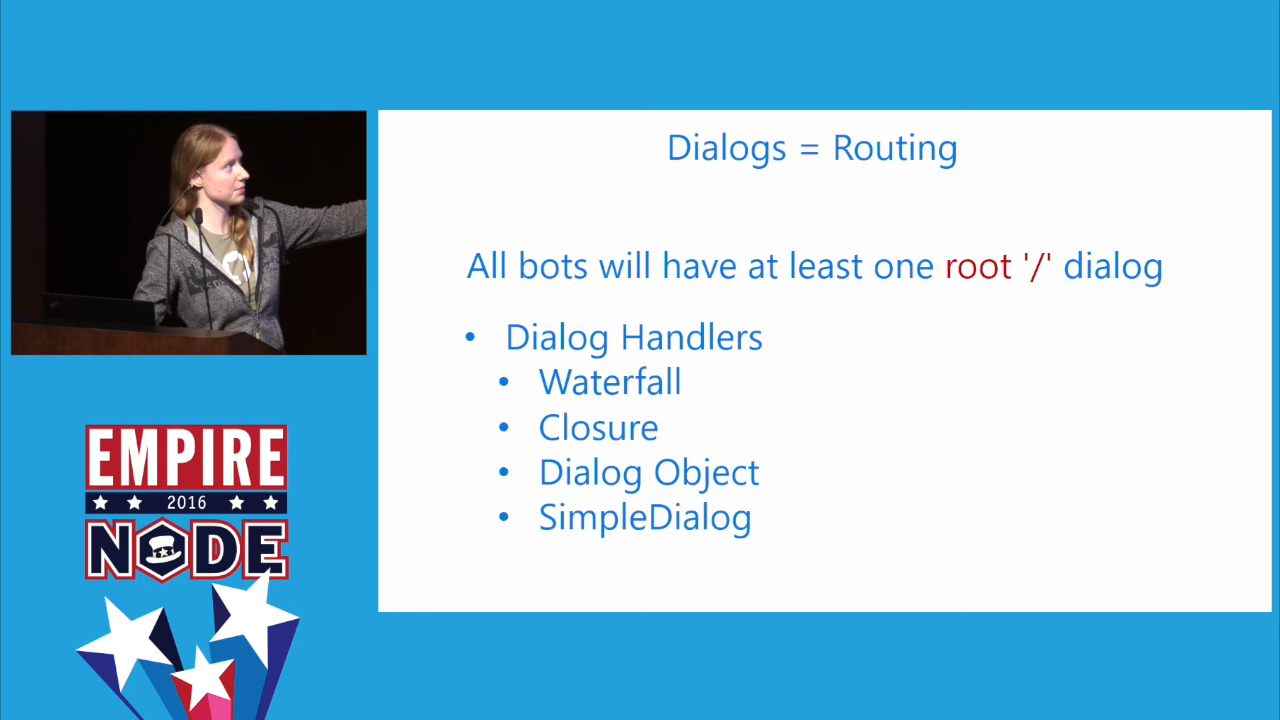 Dialogs = Routing
All bots will have at least one root '/' dialog
• Dialog Handlers
• Waterfall
• Closure
• Dialog Object
• SimpleDialog
EMPIRE
2016
NODE